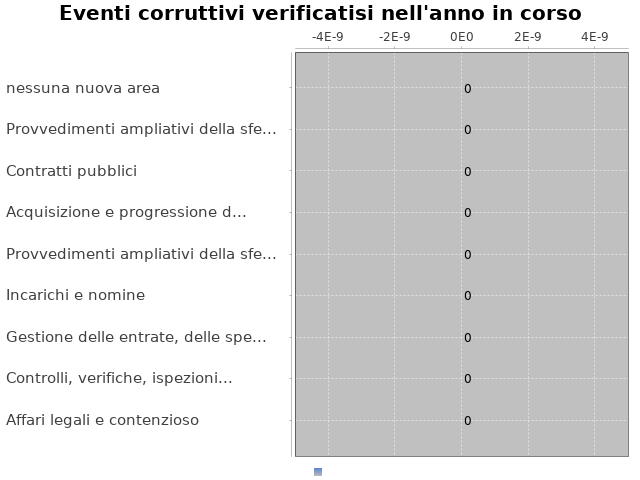 Eventi corruttivi verificatisi nell'anno in corso
-4E-9 -2E-9 0E0 2E-9 4E-9
nessuna nuova area 0
Provvedimenti ampliativi della sfe... 0
Contratti pubblici 0
Acquisizione e progressione d... 0
Provvedimenti ampliativi della sfe... 0
Incarichi e nomine 0
Gestione delle entrate, delle spe... 0
Controlli, verifiche, ispezioni... 0
Affari legali e contenzioso 0